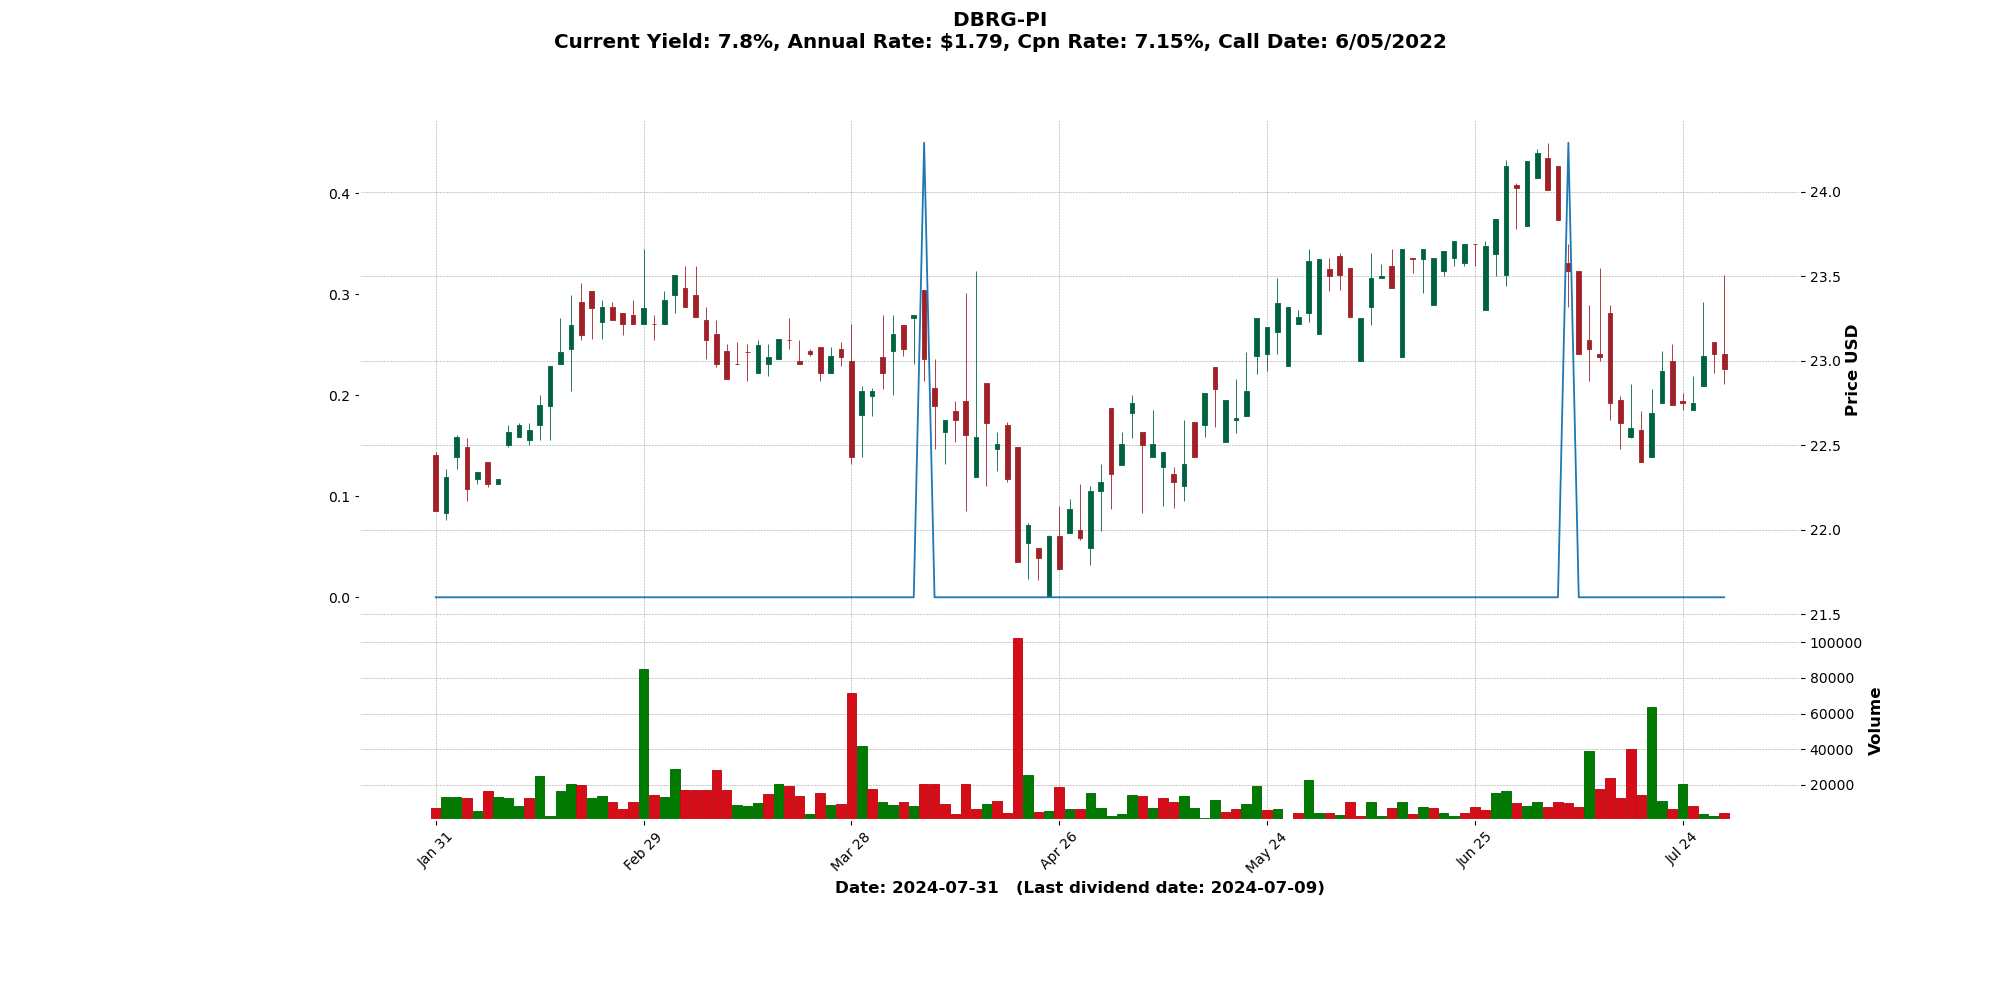 DBRG-PI
Current Yield: 7.8%, Annual Rate: $1.79, Cpn Rate: 7.15%, Call Date: 6/05/2022
0.4
0.3
0.2
0.1
0.0
24.0
23.5
23.0
22.5
22.0
21.5
Price USD
100000
80000
60000
40000
20000
Volume
Jan 31
Feb 29
Mar 28
Apr 26
May 24
Jun 25
Jul 24
Date: 2024-07-31   (Last dividend date: 2024-07-09)